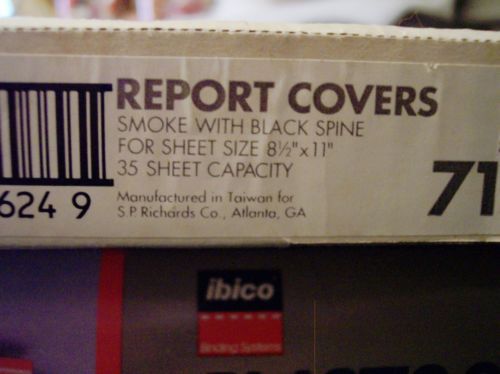 REPORT COVERS
SMOKE WITH BLACK SPINE
FOR SHEET SIZE 8½"x11"
35 SHEET CAPACITY
Manufactured in Taiwan for
S.P. Richards Co., Atlanta, GA
624 9
71
ibico
Binding Systems